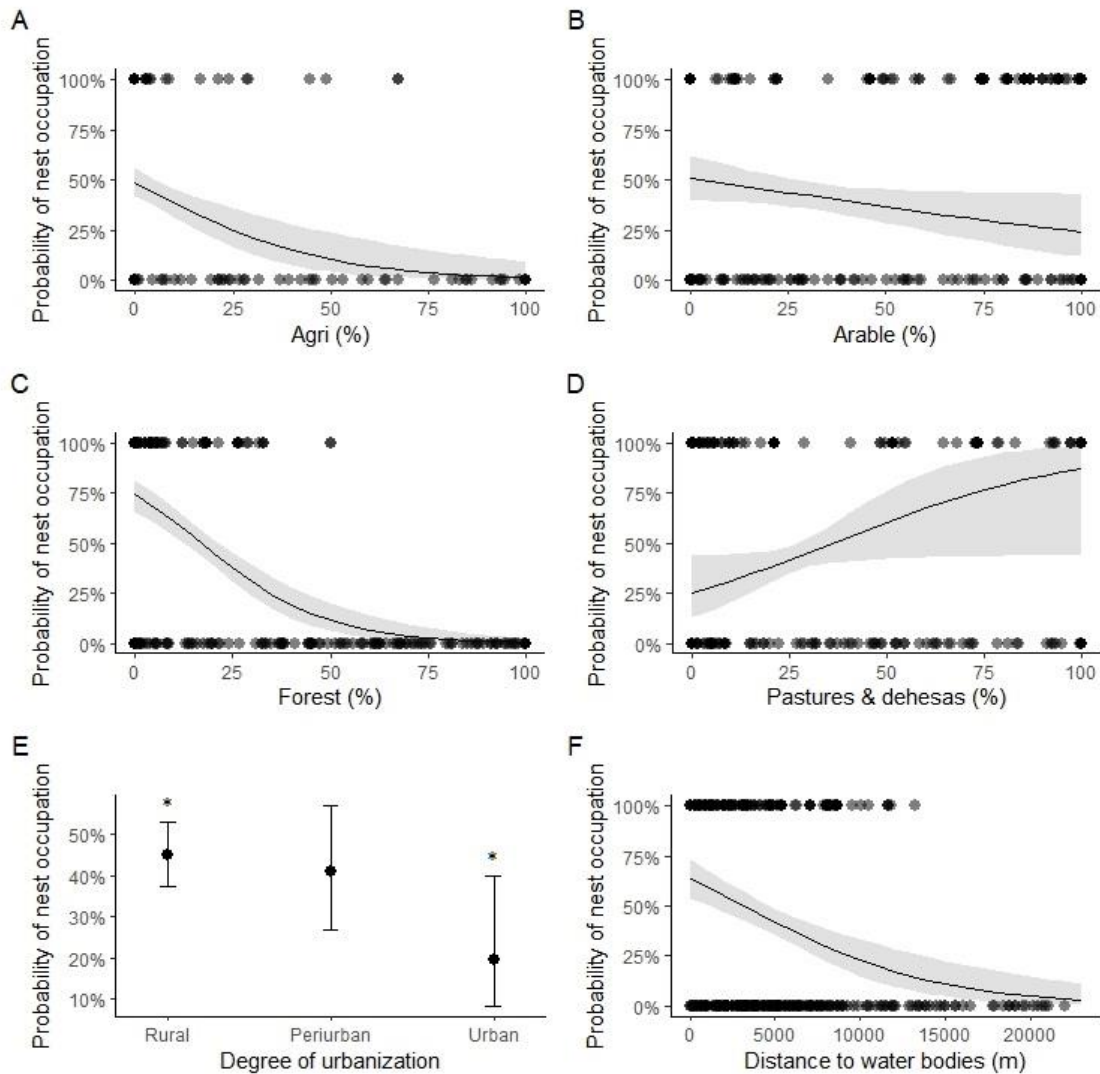 A
Probability of nest occupation
100%
75%
50%
25%
0%
0 25 50 75 100
Agri (%)
B
Probability of nest occupation
100%
75%
50%
25%
0%
0 25 50 75 100
Arable (%)
C
Probability of nest occupation
100%
75%
50%
25%
0%
0 25 50 75 100
Forest (%)
D
Probability of nest occupation
100%
75%
50%
25%
0%
0 25 50 75 100
Pastures & dehesas (%)
E
Probability of nest occupation
50%
40%
30%
20%
10%
* *
Rural Periurban Urban
Degree of urbanization
F
Probability of nest occupation
100%
75%
50%
25%
0%
0 5000 10000 15000 20000
Distance to water bodies (m)